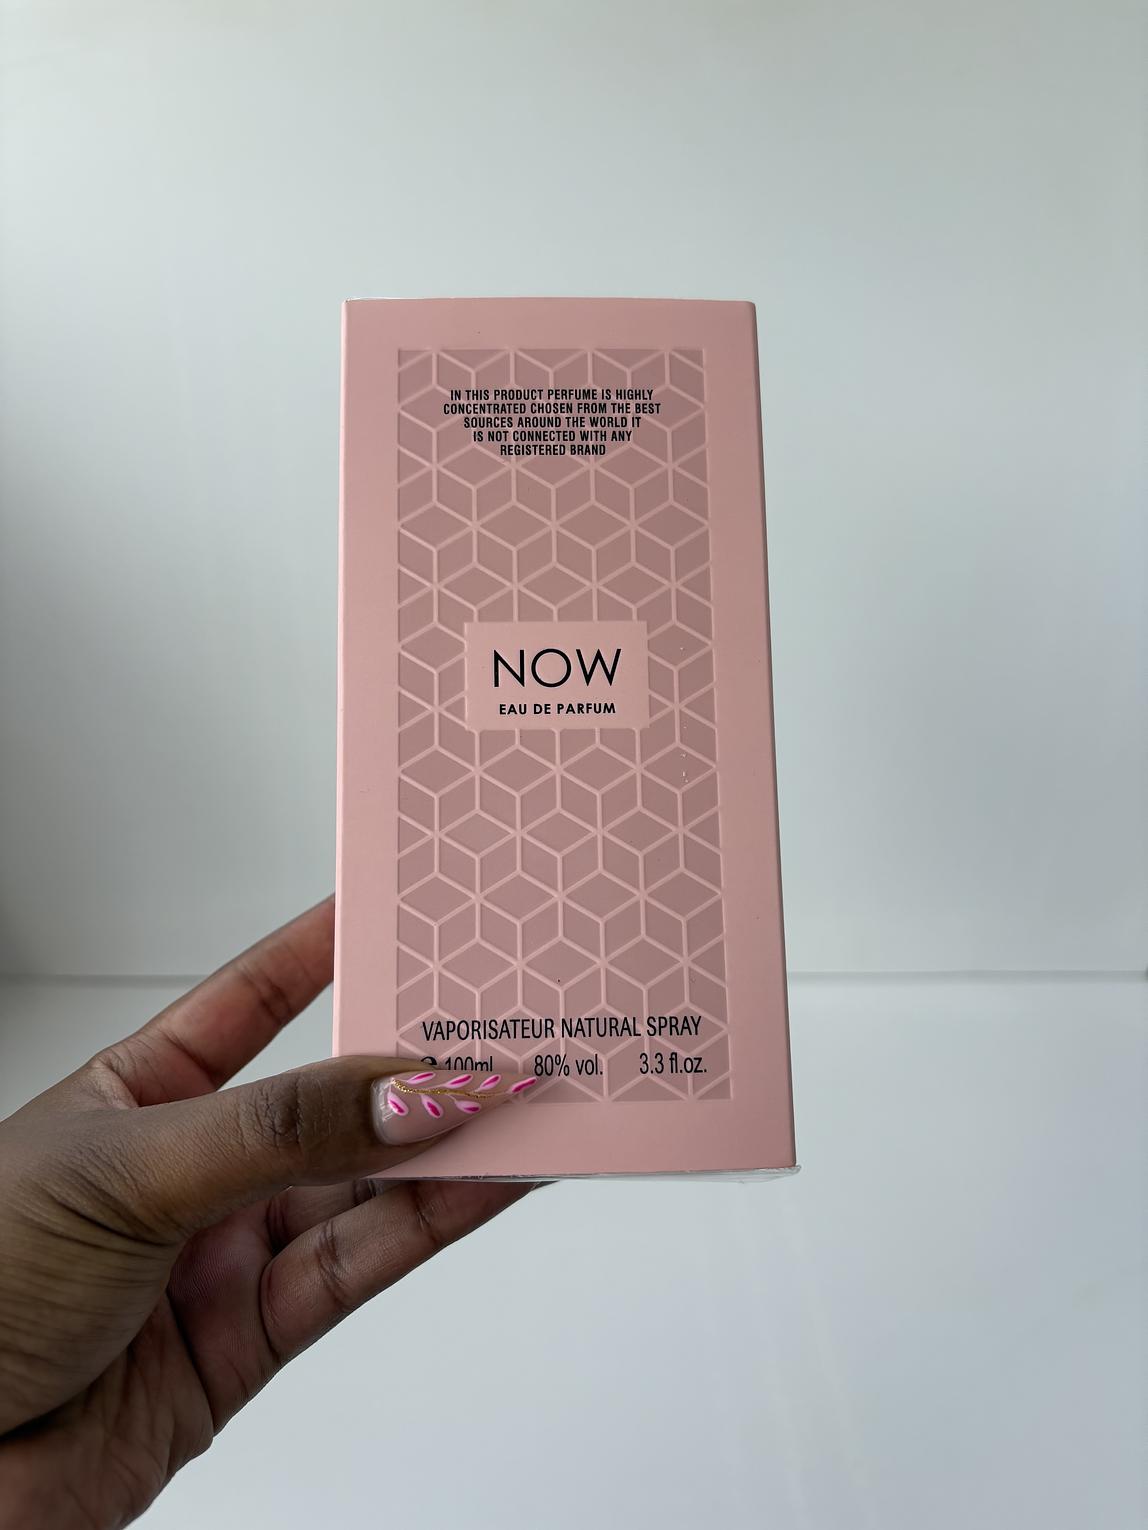 IN THIS PRODUCT PERFUME IS HIGHLY
CONCENTRATED CHOSEN FROM THE BEST
SOURCES AROUND THE WORLD IT
IS NOT CONNECTED WITH ANY
REGISTERED BRAND
NOW
EAU DE PARFUM
VAPORISATEUR NATURAL SPRAY
e 100ml 80% vol. 3.3 fl.oz.